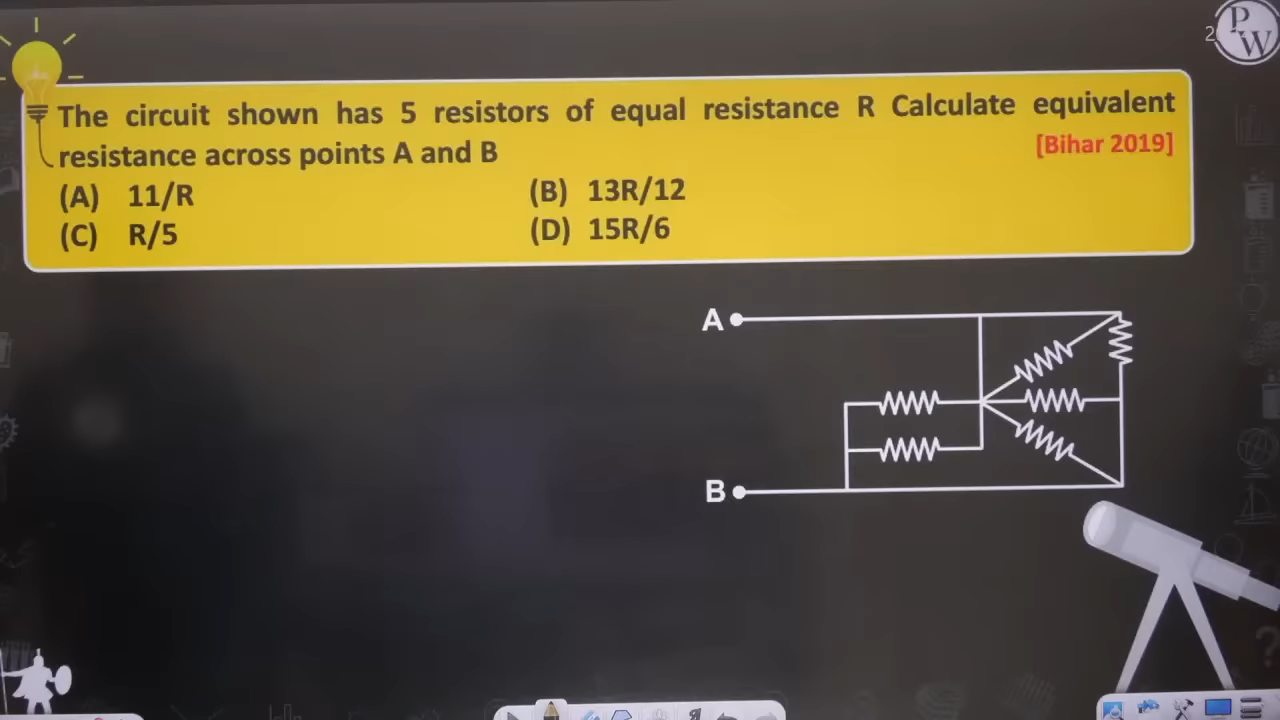 P
W
2
The circuit shown has 5 resistors of equal resistance R Calculate equivalent
resistance across points A and B
[Bihar 2019]
(A) 11/R
(B) 13R/12
(C) R/5
(D) 15R/6
A
B